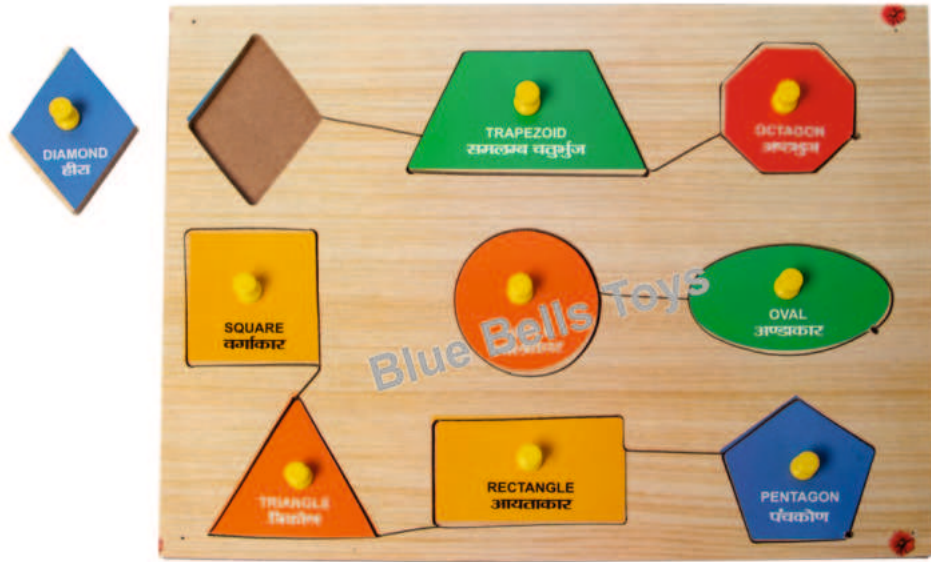 DIAMOND
हीरा
TRAPEZOID
समलम्ब चतुर्भुज
OCTAGON
SQUARE
वर्गाकार
OVAL
अण्डाकार
Blue Bells Toys
TRIANGLE
त्रिकोण
RECTANGLE
आयताकार
PENTAGON
पंचकोण